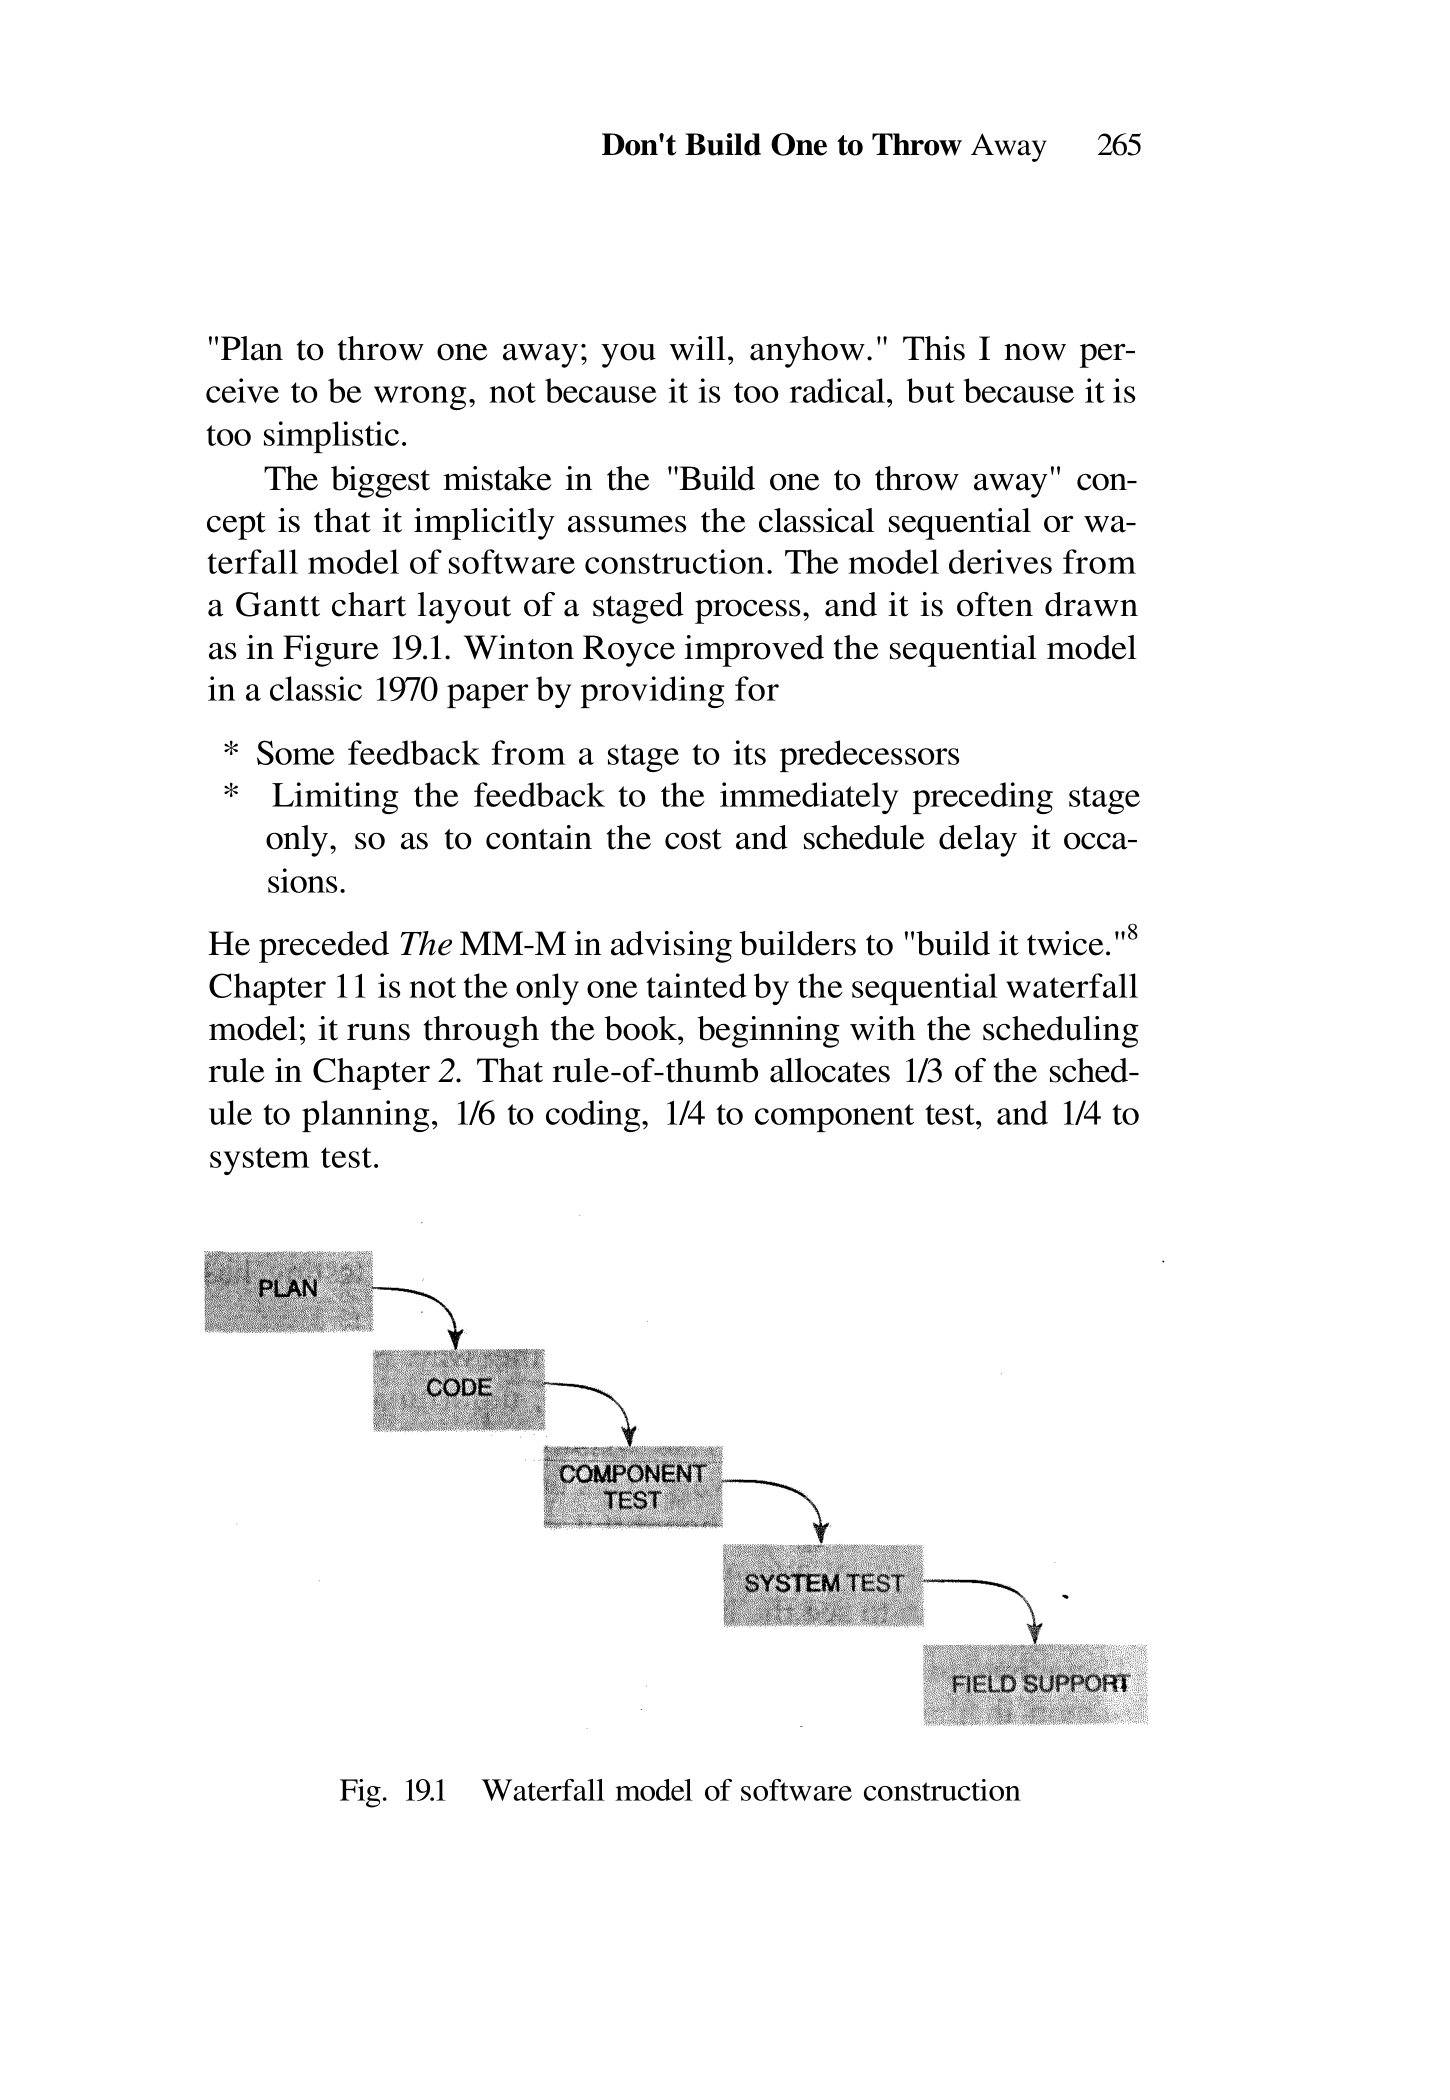 Don't Build One to Throw Away 265
"Plan to throw one away; you will, anyhow." This I now per-
ceive to be wrong, not because it is too radical, but because it is
too simplistic.
The biggest mistake in the "Build one to throw away" con-
cept is that it implicitly assumes the classical sequential or wa-
terfall model of software construction. The model derives from
a Gantt chart layout of a staged process, and it is often drawn
as in Figure 19.1. Winton Royce improved the sequential model
in a classic 1970 paper by providing for
* Some feedback from a stage to its predecessors
* Limiting the feedback to the immediately preceding stage
only, so as to contain the cost and schedule delay it occa-
sions.
He preceded The MM-M in advising builders to "build it twice."8
Chapter 11 is not the only one tainted by the sequential waterfall
model; it runs through the book, beginning with the scheduling
rule in Chapter 2. That rule-of-thumb allocates 1/3 of the sched-
ule to planning, 1/6 to coding, 1/4 to component test, and 1/4 to
system test.
PLAN
CODE
COMPONENT
TEST
SYSTEM TEST
FIELD SUPPORT
Fig. 19.1 Waterfall model of software construction